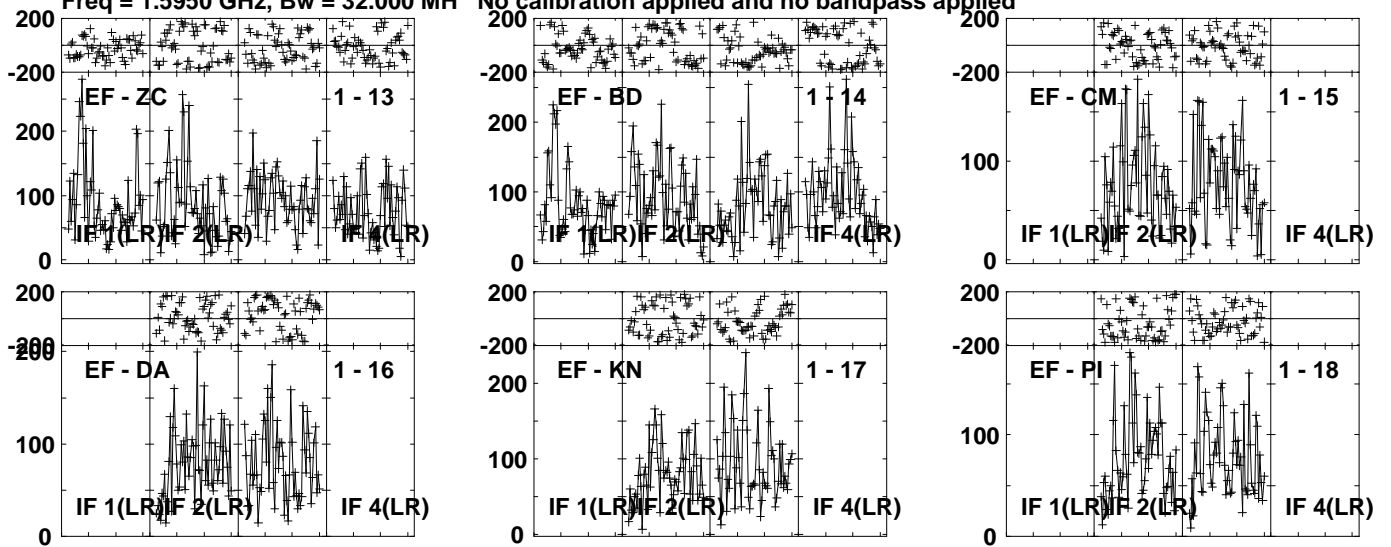 Freq = 1.5950 GHz, Bw = 32.000 MH No calibration applied and no bandpass applied
200 200 200
-200 -200 -200
EF - ZC 1 - 13 EF - BD 1 - 14 EF - CM 1 - 15
200 200
100 100 100
IF 1(LR) IF 2(LR) IF 4(LR) IF 1(LR) IF 2(LR) IF 4(LR) IF 1(LR) IF 2(LR) IF 4(LR)
0 0 0
200 200 200
-200 -200 -200
200
EF - DA 1 - 16 EF - KN 1 - 17 EF - PI 1 - 18
200
100 100 100
IF 1(LR) IF 2(LR) IF 4(LR) IF 1(LR) IF 2(LR) IF 4(LR) IF 1(LR) IF 2(LR) IF 4(LR)
0 0 0